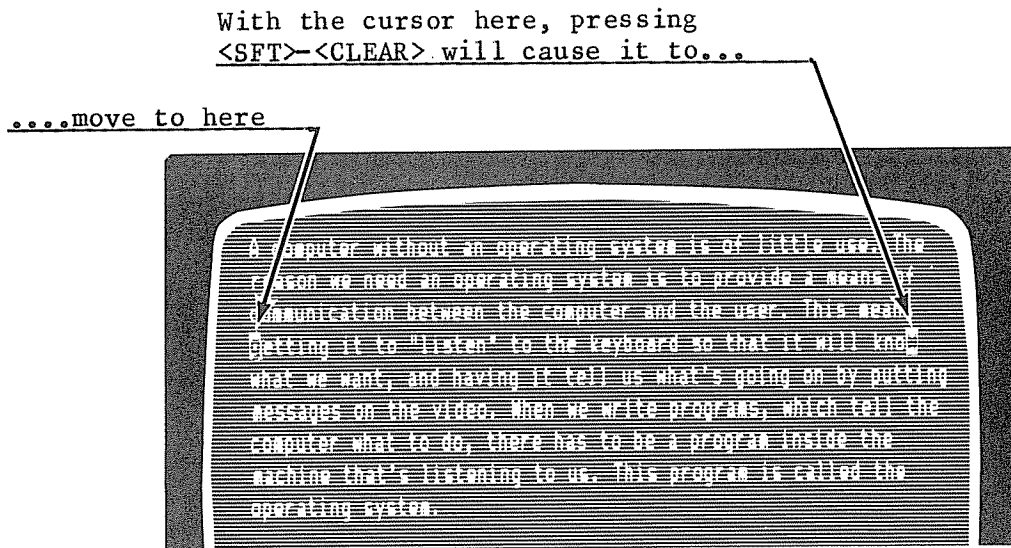 With the cursor here, pressing
<SFT>-<CLEAR> will cause it to...
....move to here
A computer without an operating system is of little use. The
reason we need an operating system is to provide a means of
communication between the computer and the user. This mean
getting it to "listen" to the keyboard so that it will know
what we want, and having it tell us what's going on by putting
messages on the video. When we write programs, which tell the
computer what to do, there has to be a program inside the
machine that's listening to us. This program is called the
operating system.